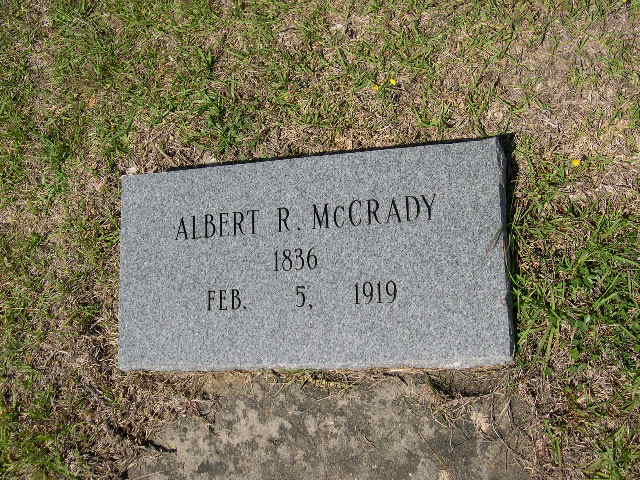 ALBERT R. McCRADY
1836
FEB. 5, 1919